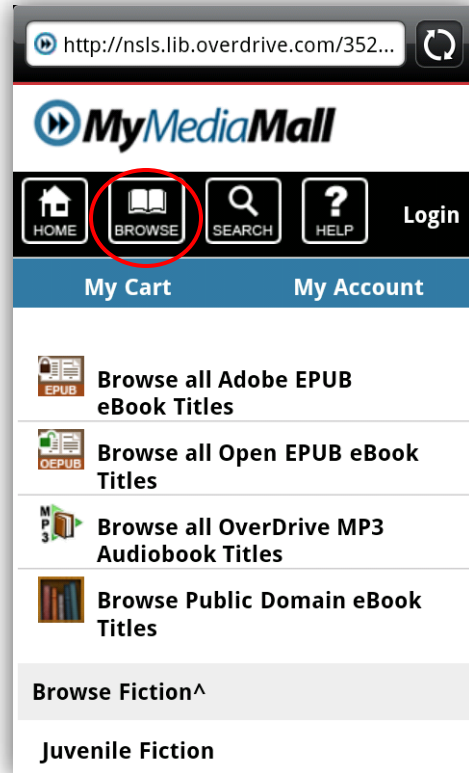 http://nsls.lib.overdrive.com/352...
MyMediaMall
HOME BROWSE SEARCH ? HELP Login
My Cart My Account
EPUB Browse all Adobe EPUB
eBook Titles
OEPUB Browse all Open EPUB eBook
Titles
MP3 Browse all OverDrive MP3
Audiobook Titles
Browse Public Domain eBook
Titles
Browse Fiction^
Juvenile Fiction